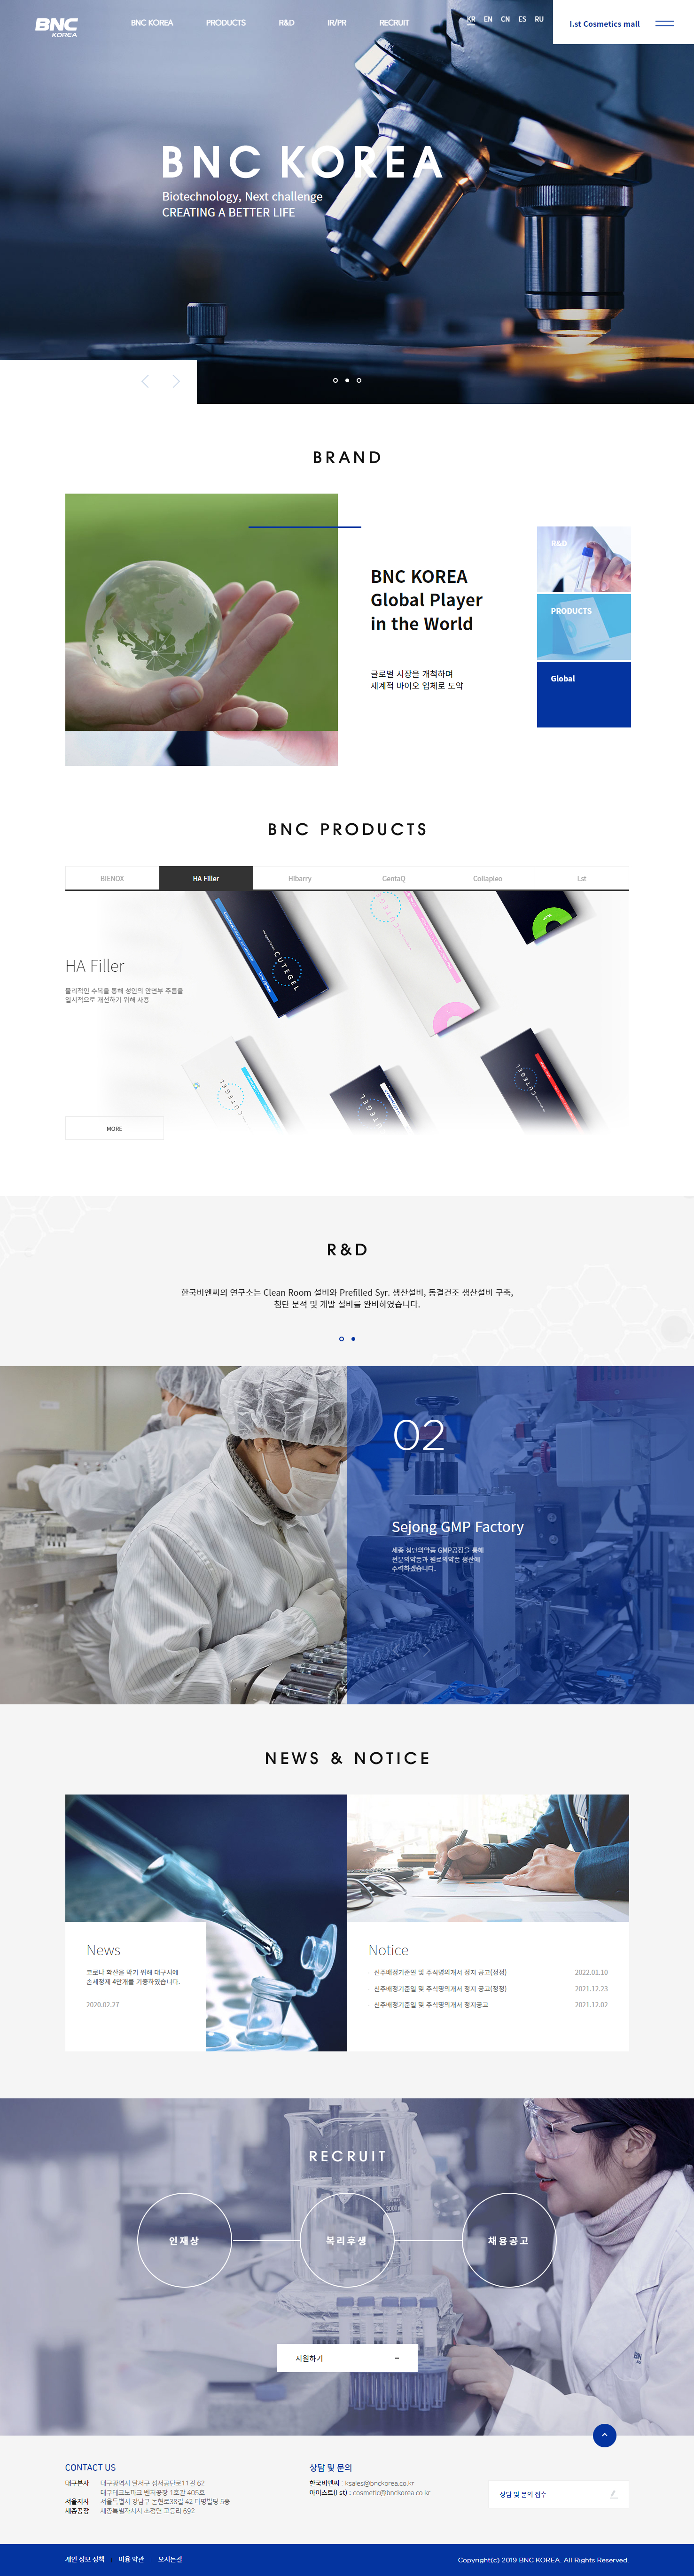 BNC
KOREA
BNC KOREA
PRODUCTS
R&D
IR/PR
RECRUIT
KR
EN
CN
ES
RU
I.st Cosmetics mall
BNC KOREA
Biotechnology, Next challenge
CREATING A BETTER LIFE
BRAND
BNC KOREA
Global Player
in the World
글로벌 시장을 개척하며
세계적 바이오 업체로 도약
R&D
PRODUCTS
Global
BNC PRODUCTS
BIENOX
HA Filler
Hibarry
GentaQ
Collapleo
I.st
HA Filler
물리적인 수복을 통해 성인의 안면부 주름을
일시적으로 개선하기 위해 사용
CUTEGEL
CUTEGEL
CUTEGEL
CUTEGEL
CUTEGEL
MORE
R&D
한국비엔씨의 연구소는 Clean Room 설비와 Prefilled Syr. 생산설비, 동결건조 생산설비 구축,
첨단 분석 및 개발 설비를 완비하였습니다.
02
Sejong GMP Factory
세종 첨단의약품 GMP공장을 통해
전문의약품과 원료의약품 생산에
주력하겠습니다.
NEWS & NOTICE
News
코로나 확산을 막기 위해 대구시에
손세정제 4만개를 기증하였습니다.
2020.02.27
Notice
신주배정기준일 및 주식명의개서 정지 공고(정정) 2022.01.10
신주배정기준일 및 주식명의개서 정지 공고(정정) 2021.12.23
신주배정기준일 및 주식명의개서 정지공고 2021.12.02
RECRUIT
인재상
복리후생
채용공고
지원하기
CONTACT US
대구본사 대구광역시 달서구 성서공단로11길 62
대구테크노파크 벤처공장 1호관 405호
서울지사 서울특별시 강남구 논현로38길 42 다영빌딩 5층
세종공장 세종특별자치시 소정면 고등리 692
상담 및 문의
한국비엔씨 : ksales@bnckorea.co.kr
아이스트(i.st) : cosmetic@bnckorea.co.kr
상담 및 문의 접수
개인 정보 정책
이용 약관
오시는길
Copyright(c) 2019 BNC KOREA. All Rights Reserved.